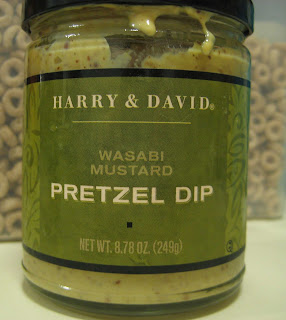 HARRY & DAVID®
WASABI
MUSTARD
PRETZEL DIP
NET WT. 8.78 OZ. (249g)